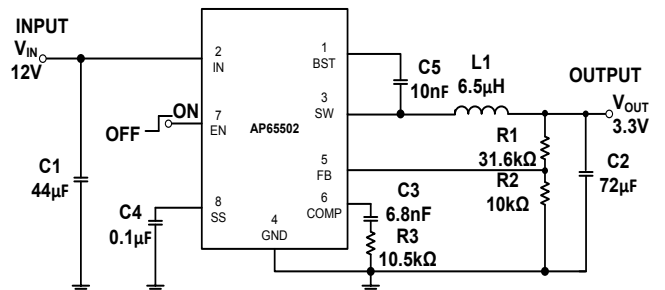 INPUT
V_IN
12V
C1
44µF
OFF
ON
C4
0.1µF
2
IN
7
EN
8
SS
AP65502
4
GND
1
BST
3
SW
5
FB
6
COMP
C5
10nF
L1
6.5µH
C3
6.8nF
R3
10.5kΩ
R1
31.6kΩ
R2
10kΩ
OUTPUT
V_OUT
3.3V
C2
72µF